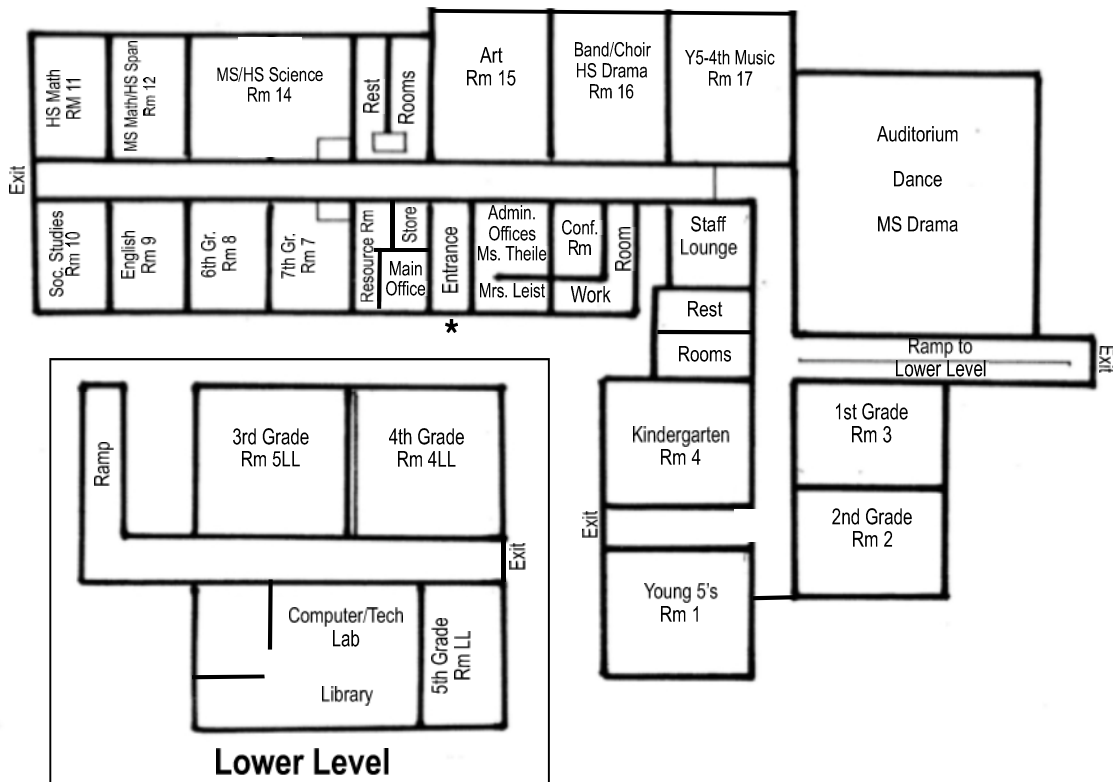 HS Math
RM 11
MS Math/HS Span
Rm 12
MS/HS Science
Rm 14
Rest
Rooms
Art
Rm 15
Band/Choir
HS Drama
Rm 16
Y5-4th Music
Rm 17
Auditorium
Dance
MS Drama
Exit
Soc. Studies
Rm 10
English
Rm 9
6th Gr.
Rm 8
7th Gr.
Rm 7
Resource Rm
Store
Main
Office
Entrance
*
Admin.
Offices
Ms. Theile
Mrs. Leist
Conf.
Rm
Work
Room
Staff
Lounge
Rest
Rooms
Ramp to
Lower Level
Exit
Kindergarten
Rm 4
1st Grade
Rm 3
2nd Grade
Rm 2
Exit
Young 5's
Rm 1
Ramp
3rd Grade
Rm 5LL
4th Grade
Rm 4LL
Exit
Computer/Tech
Lab
Library
5th Grade
Rm LL
Lower Level